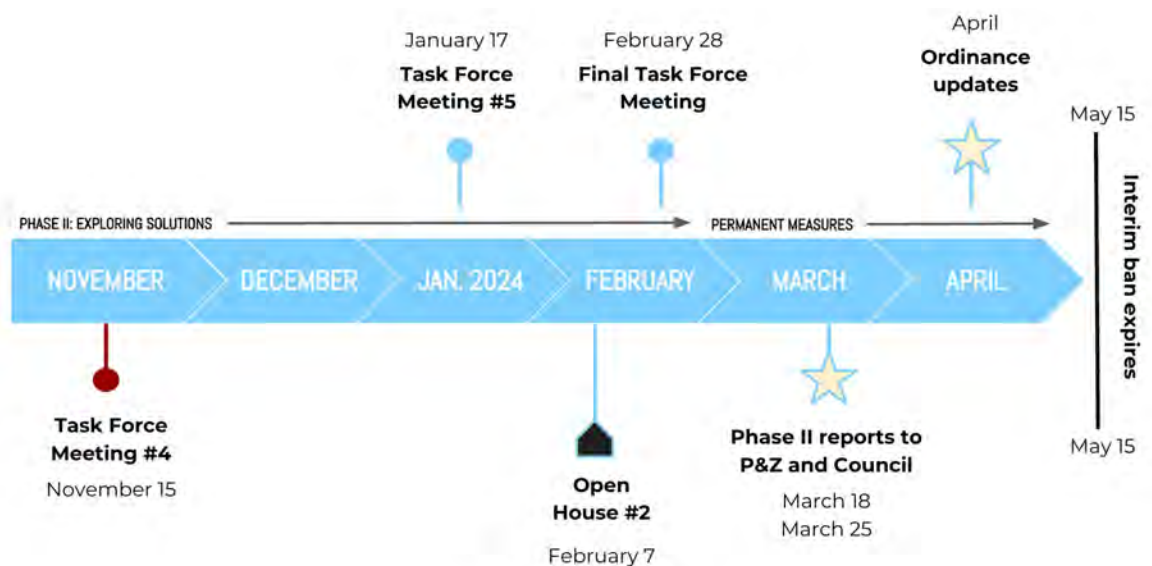 January 17
Task Force
Meeting #5
February 28
Final Task Force
Meeting
April
Ordinance
updates
May 15
Interim ban expires
May 15
PHASE II: EXPLORING SOLUTIONS
PERMANENT MEASURES
NOVEMBER
DECEMBER
JAN. 2024
FEBRUARY
MARCH
APRIL
Task Force
Meeting #4
November 15
Open
House #2
February 7
Phase II reports to
P&Z and Council
March 18
March 25